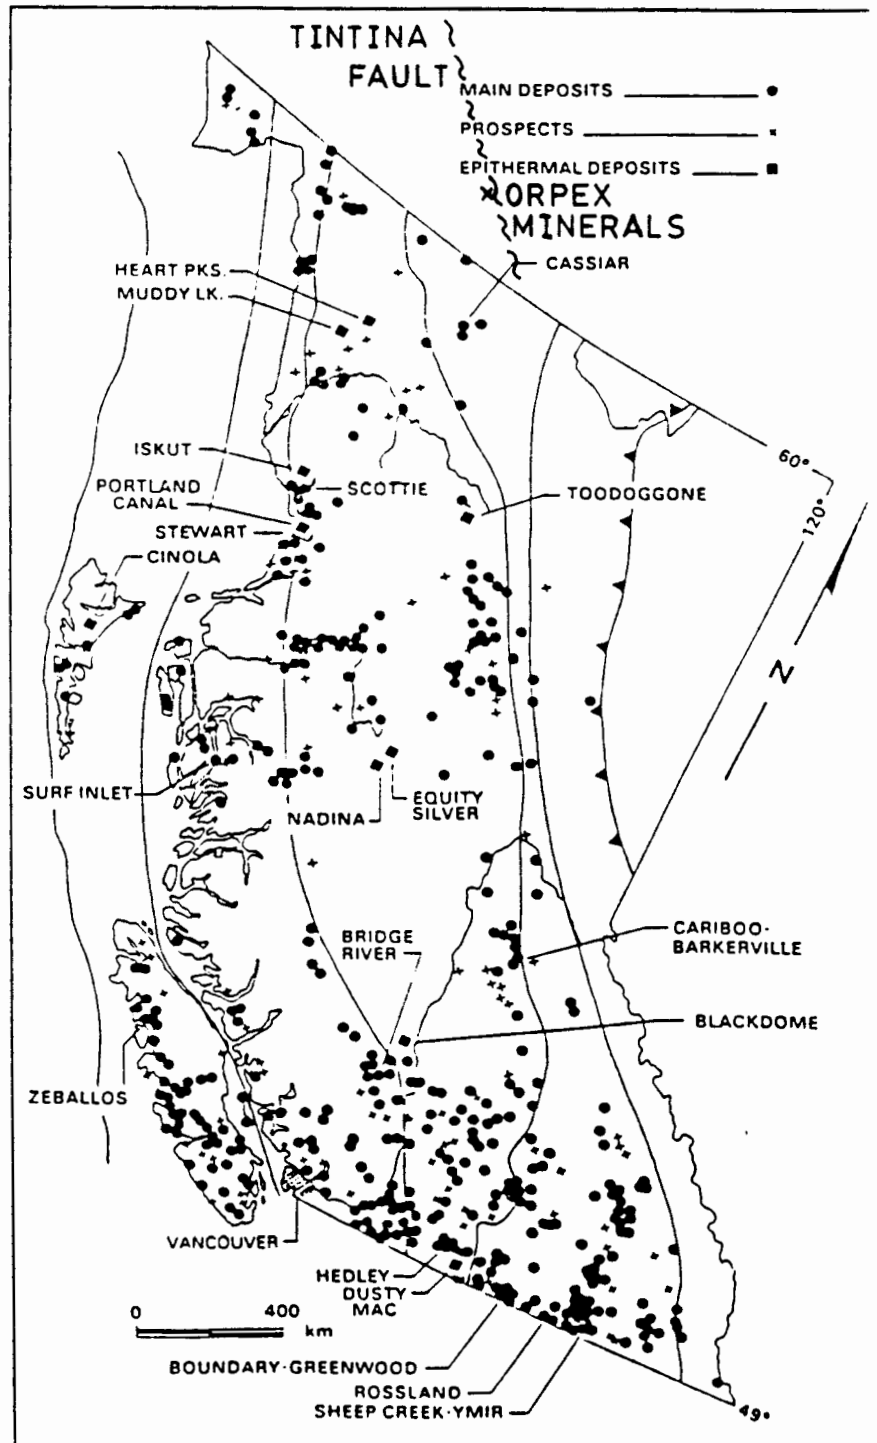 TINTINA
FAULT
MAIN DEPOSITS
PROSPECTS
EPITHERMAL DEPOSITS
ORPEX
MINERALS
CASSIAR
HEART PKS.
MUDDY LK.
60°
120°
ISKUT
SCOTTIE
PORTLAND
CANAL
TOODOGGONE
STEWART
CINOLA
N
SURF INLET
NADINA
EQUITY
SILVER
BRIDGE
RIVER
CARIBOO-
BARKERVILLE
BLACKDOME
ZEBALLOS
VANCOUVER
HEDLEY
DUSTY
MAC
0 400
km
BOUNDARY-GREENWOOD
ROSSLAND
SHEEP CREEK-YMIR
49°